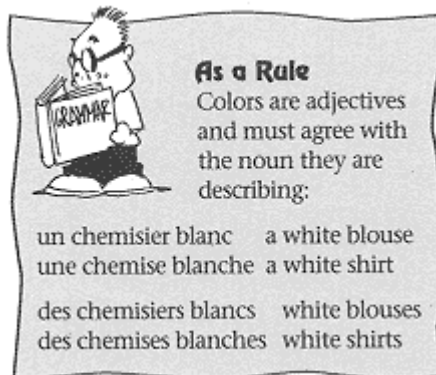 GRAMMAR
As a Rule
Colors are adjectives
and must agree with
the noun they are
describing:
un chemisier blanc a white blouse
une chemise blanche a white shirt
des chemisiers blancs white blouses
des chemises blanches white shirts